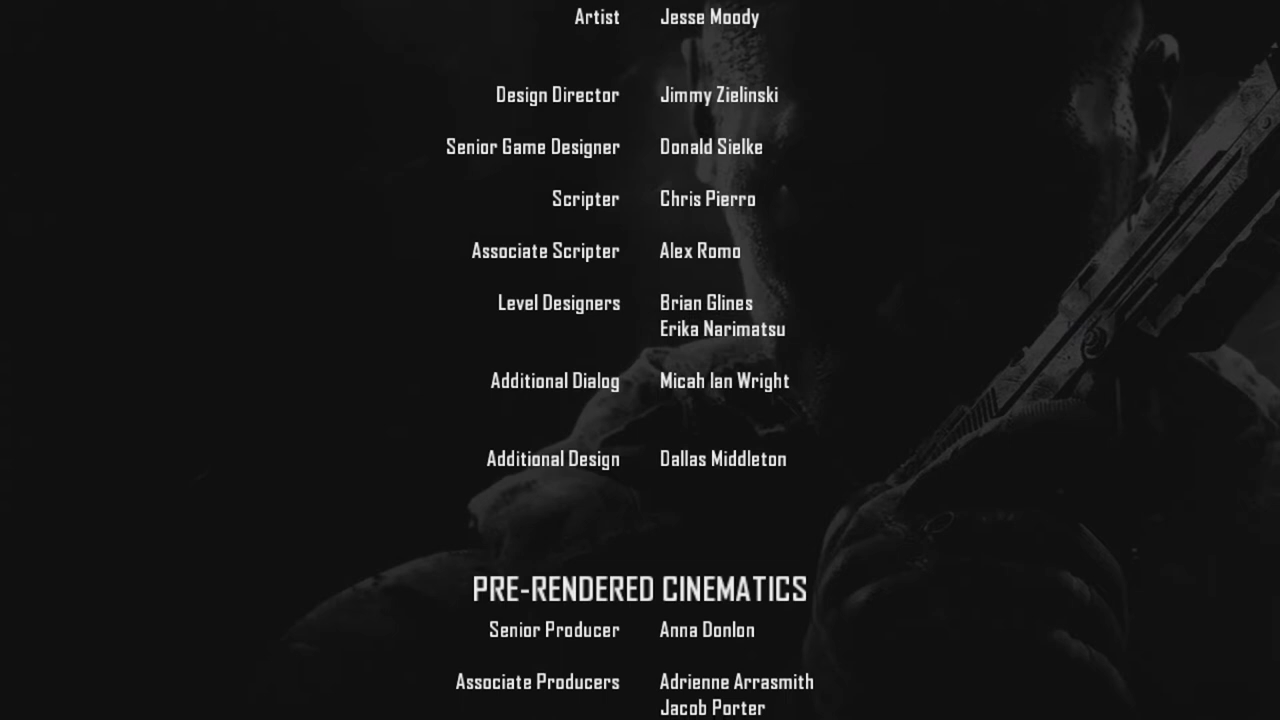 Artist Jesse Moody
Design Director Jimmy Zielinski
Senior Game Designer Donald Sielke
Scripter Chris Pierro
Associate Scripter Alex Romo
Level Designers Brian Glines
Erika Narimatsu
Additional Dialog Micah Ian Wright
Additional Design Dallas Middleton
PRE-RENDERED CINEMATICS
Senior Producer Anna Donlon
Associate Producers Adrienne Arrasmith
Jacob Porter